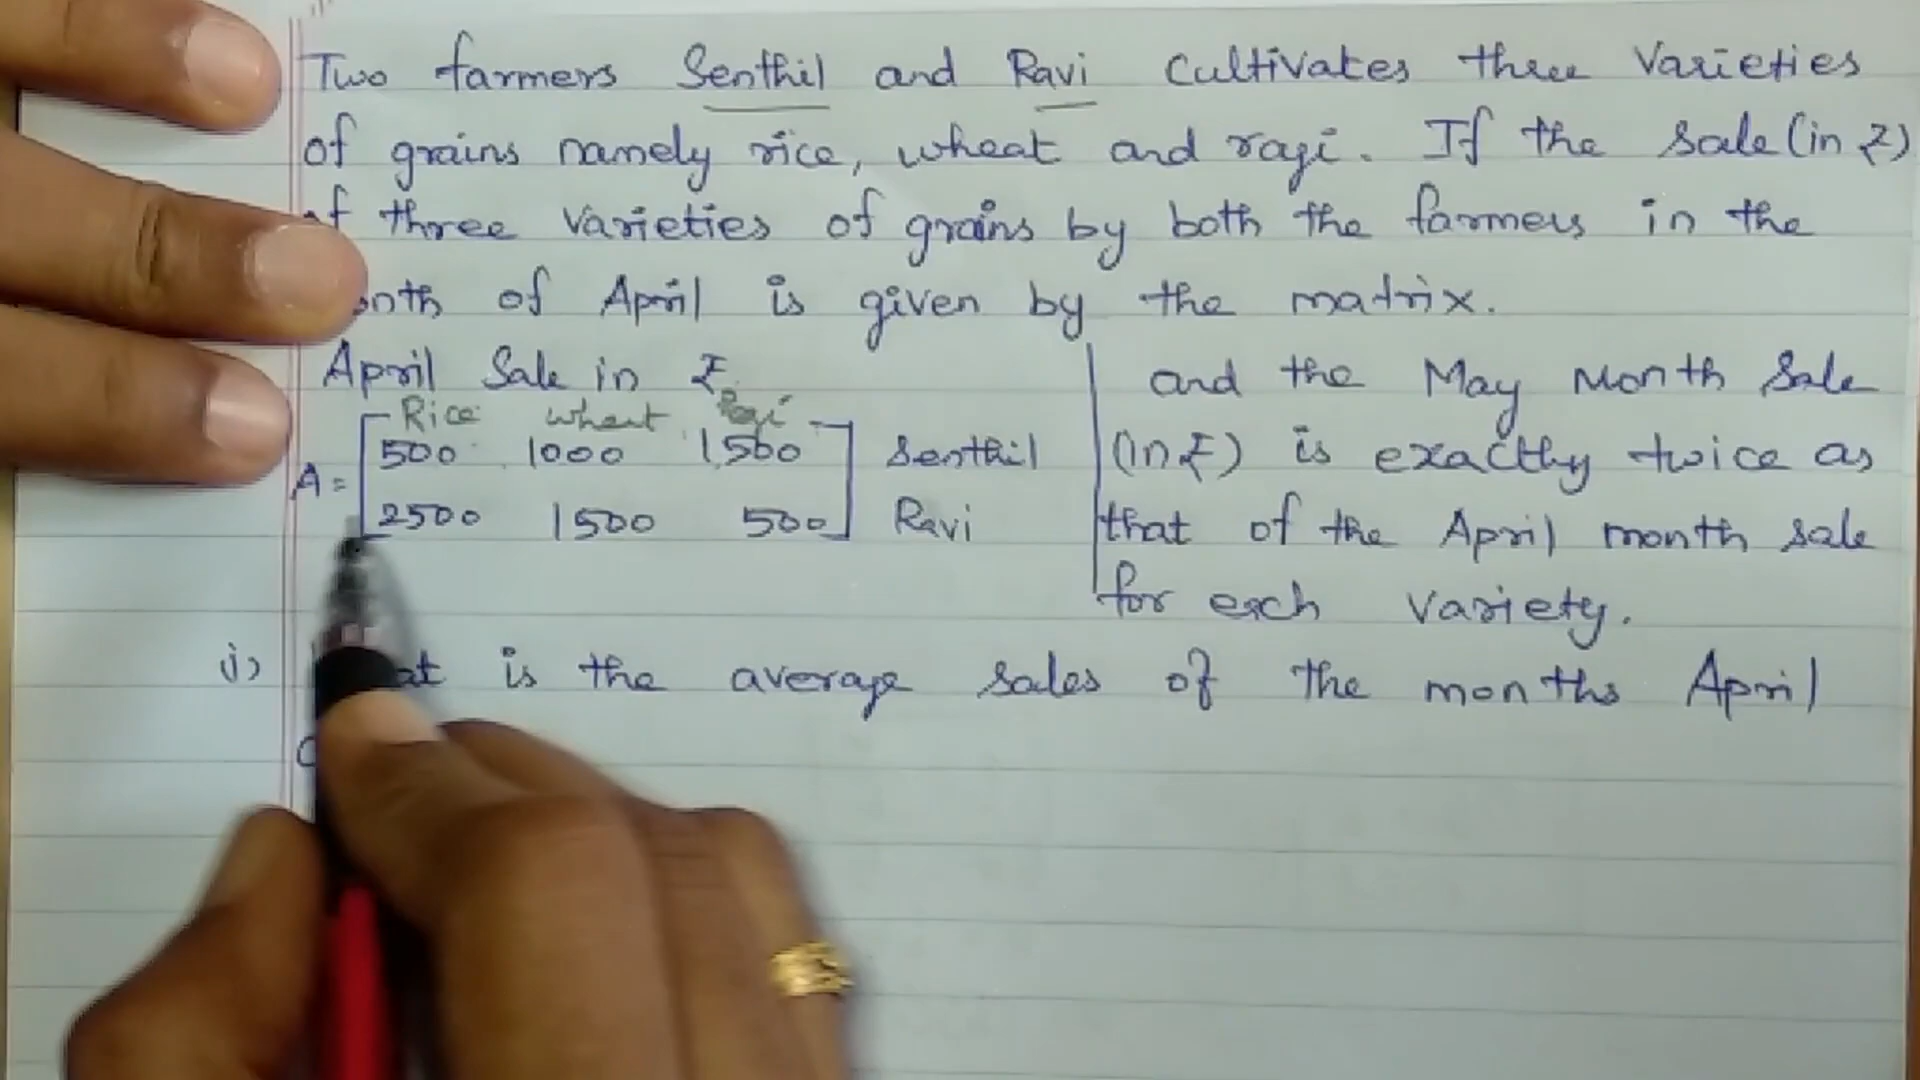 Two farmers Senthil and Ravi Cultivates three Varieties
of grains namely rice, wheat and ragi. If the sale (in ₹)
of three Varieties of grains by both the farmers in the
onth of April is given by the matrix.
April Sale in ₹
Rice wheat Ragi
A = [500 1000 1500 Senthil
2500 1500 500] Ravi
and the May Month Sale
(in ₹) is exactly twice as
that of the April month sale
for each variety.
i) at is the average sales of the months April